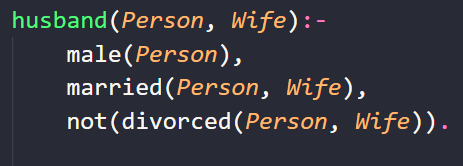 husband(Person, Wife):-
    male(Person),
    married(Person, Wife),
    not(divorced(Person, Wife)).